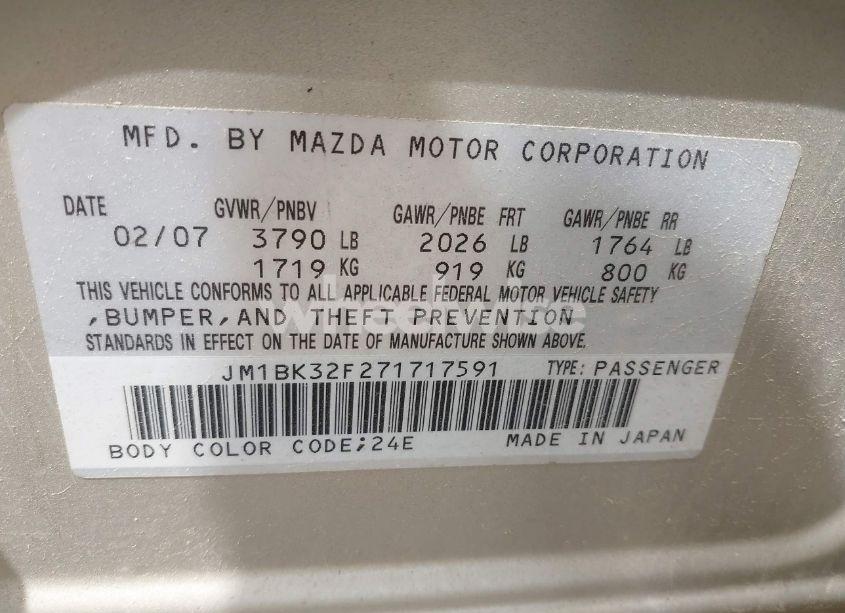 MFD. BY MAZDA MOTOR CORPORATION
DATE GVWR/PNBV GAWR/PNBE FRT GAWR/PNBE RR
02/07 3790 LB 2026 LB 1764 LB
1719 KG 919 KG 800 KG
THIS VEHICLE CONFORMS TO ALL APPLICABLE FEDERAL MOTOR VEHICLE SAFETY
,BUMPER,AND THEFT PREVENTION
STANDARDS IN EFFECT ON THE DATE OF MANUFACTURE SHOWN ABOVE.
JM1BK32F271717591 TYPE: PASSENGER
BODY COLOR CODE;24E MADE IN JAPAN